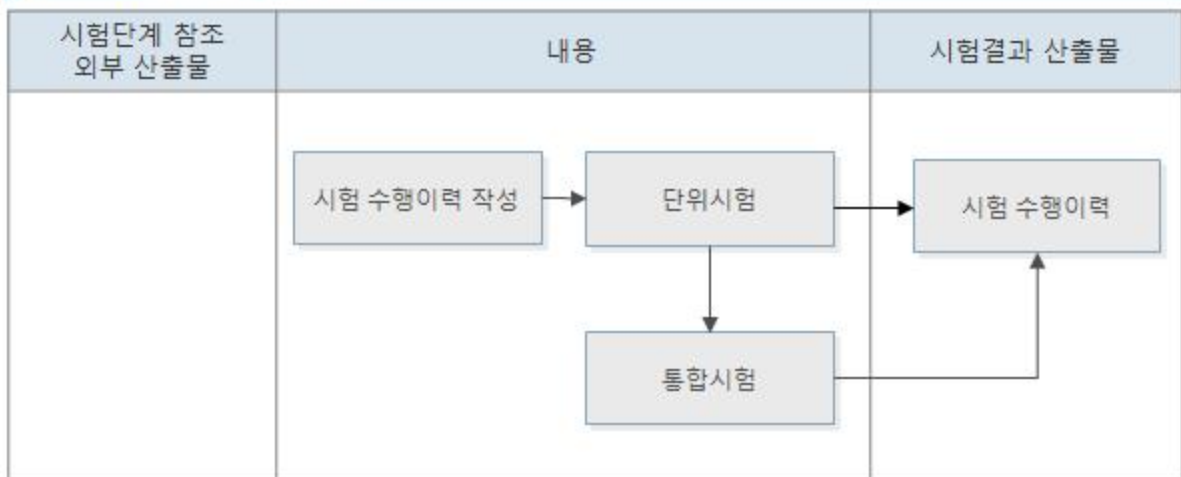 시험단계 참조
외부 산출물
내용
시험결과 산출물
시험 수행이력 작성
단위시험
시험 수행이력
통합시험